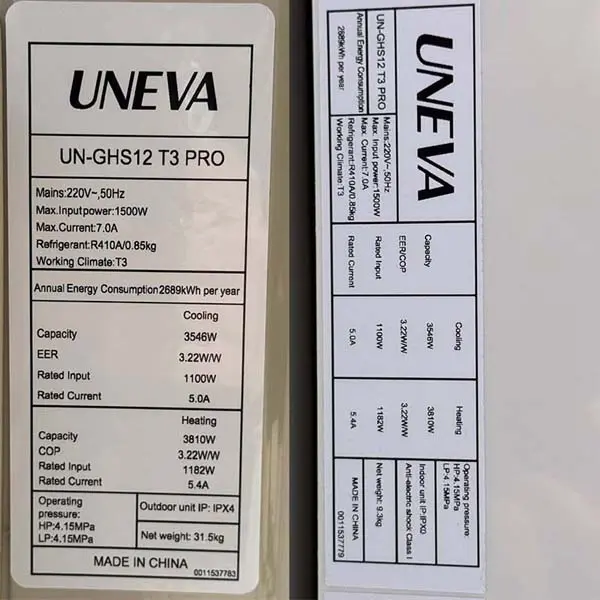 UNEVA
UN-GHS12 T3 PRO
Mains:220V~,50Hz
Max.Inputpower:1500W
Max.Current:7.0A
Refrigerant:R410A/0.85kg
Working Climate:T3
Annual Energy Consumption 2689kWh per year
Cooling
Capacity 3546W
EER 3.22W/W
Rated Input 1100W
Rated Current 5.0A
Heating
Capacity 3810W
COP 3.22W/W
Rated Input 1182W
Rated Current 5.4A
Operating
pressure:
HP:4.15MPa
LP:4.15MPa
Outdoor unit IP: IPX4
Net weight: 31.5kg
MADE IN CHINA
0011537783
UNEVA
UN-GHS12 T3 PRO
Annual Energy Consumption
2689kWh per year
Mains:220V~,50Hz
Max. Input power:1500W
Max. Current:7.0A
Refrigerant:R410A/0.85kg
Working Climate:T3
Cooling Heating
Capacity 3546W 3810W
EER/COP 3.22W/W 3.22W/W
Rated Input 1100W 1182W
Rated Current 5.0A 5.4A
Operating pressure:
HP:4.15MPa
LP:4.15MPa
Indoor unit IP:IPX0
Anti-electric shock Class I
Net weight: 9.3kg
MADE IN CHINA
0011537779